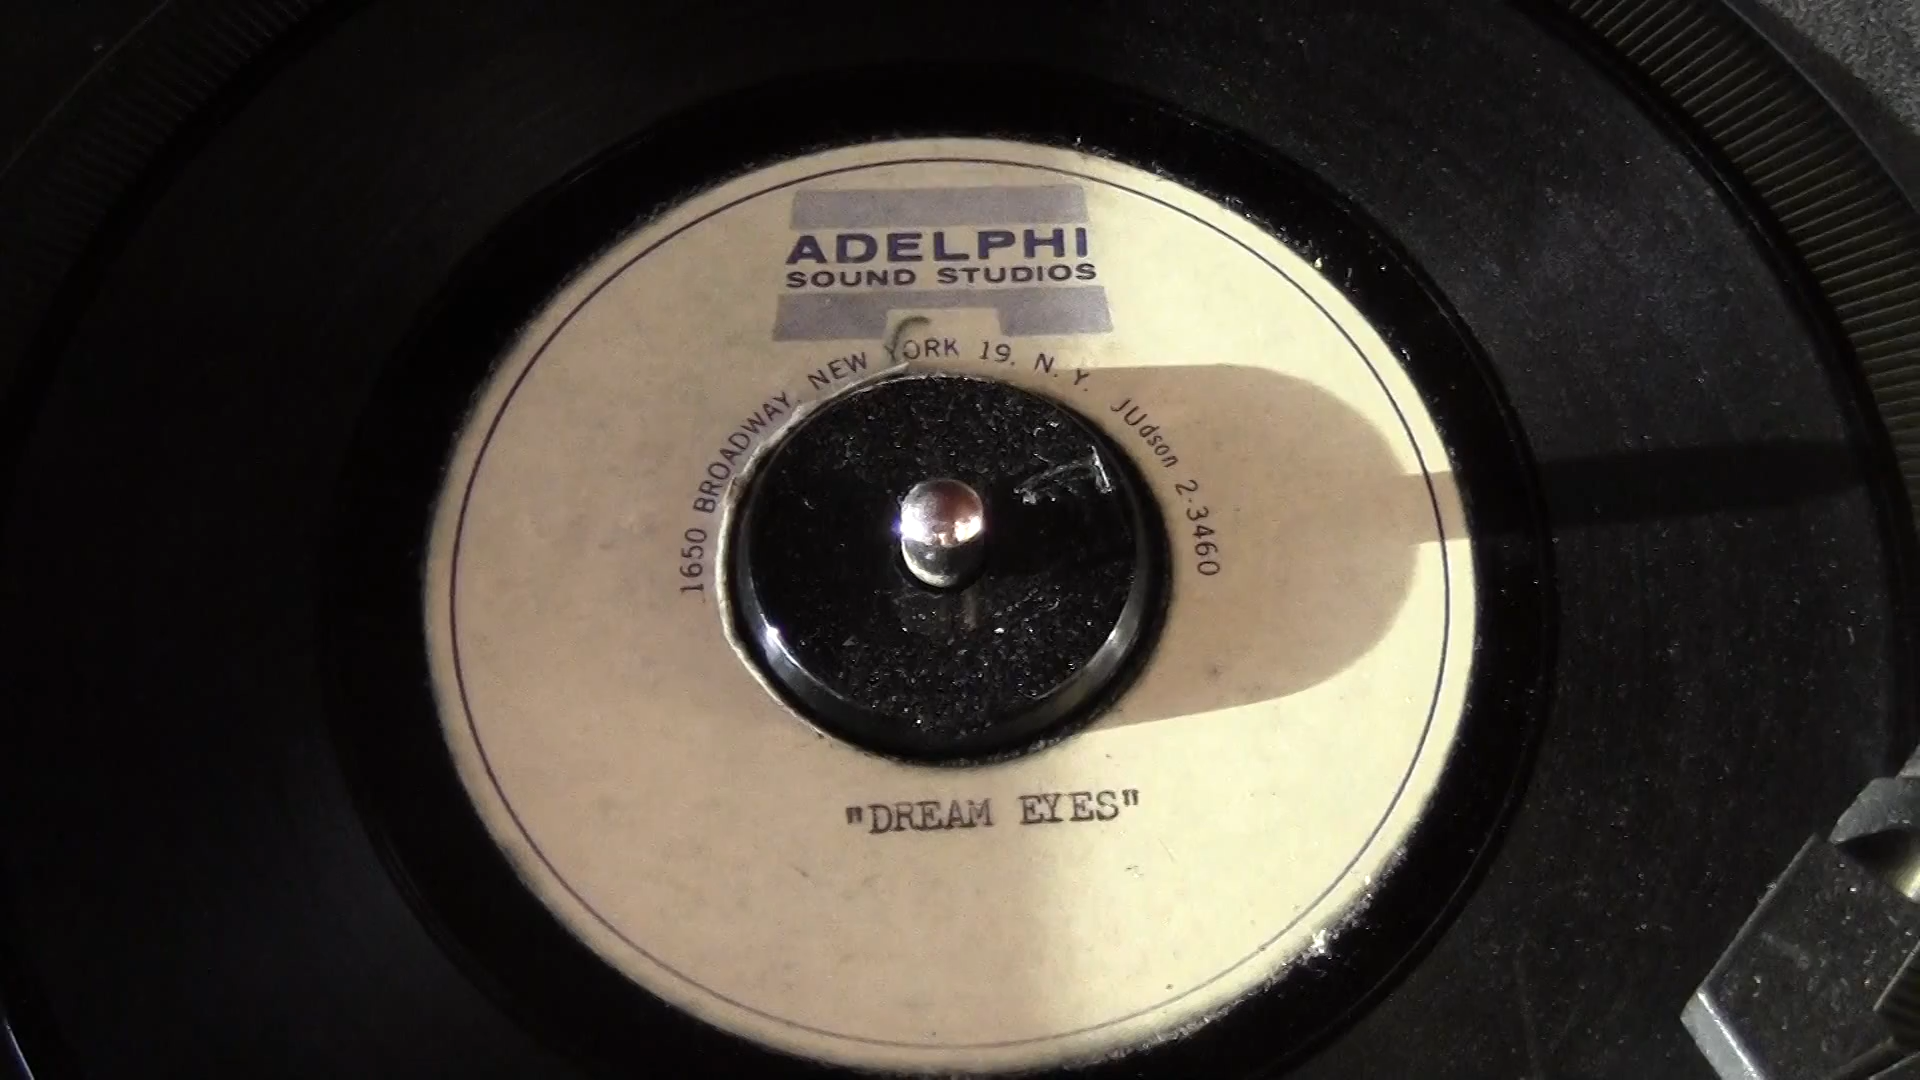 ADELPHI
SOUND STUDIOS
1650 BROADWAY, NEW YORK 19, N. Y. JUdson 2-3460
"DREAM EYES"